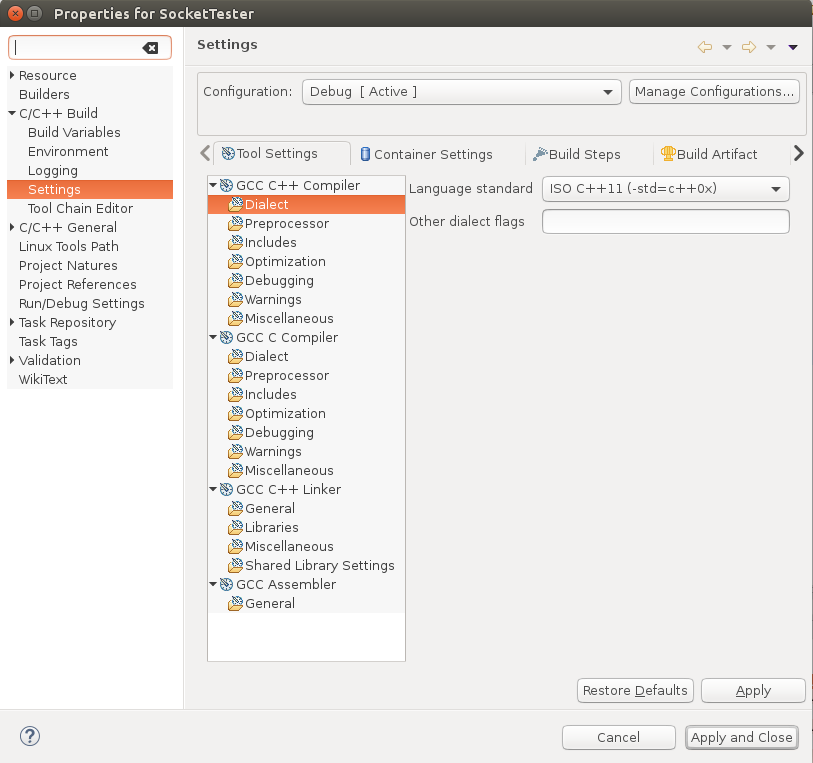 Properties for SocketTester
Resource
Builders
C/C++ Build
Build Variables
Environment
Logging
Settings
Tool Chain Editor
C/C++ General
Linux Tools Path
Project Natures
Project References
Run/Debug Settings
Task Repository
Task Tags
Validation
WikiText
Settings
Configuration: Debug [ Active ] Manage Configurations...
Tool Settings Container Settings Build Steps Build Artifact
GCC C++ Compiler
Dialect
Preprocessor
Includes
Optimization
Debugging
Warnings
Miscellaneous
GCC C Compiler
Dialect
Preprocessor
Includes
Optimization
Debugging
Warnings
Miscellaneous
GCC C++ Linker
General
Libraries
Miscellaneous
Shared Library Settings
GCC Assembler
General
Language standard ISO C++11 (-std=c++0x)
Other dialect flags
Restore Defaults Apply
? Cancel Apply and Close